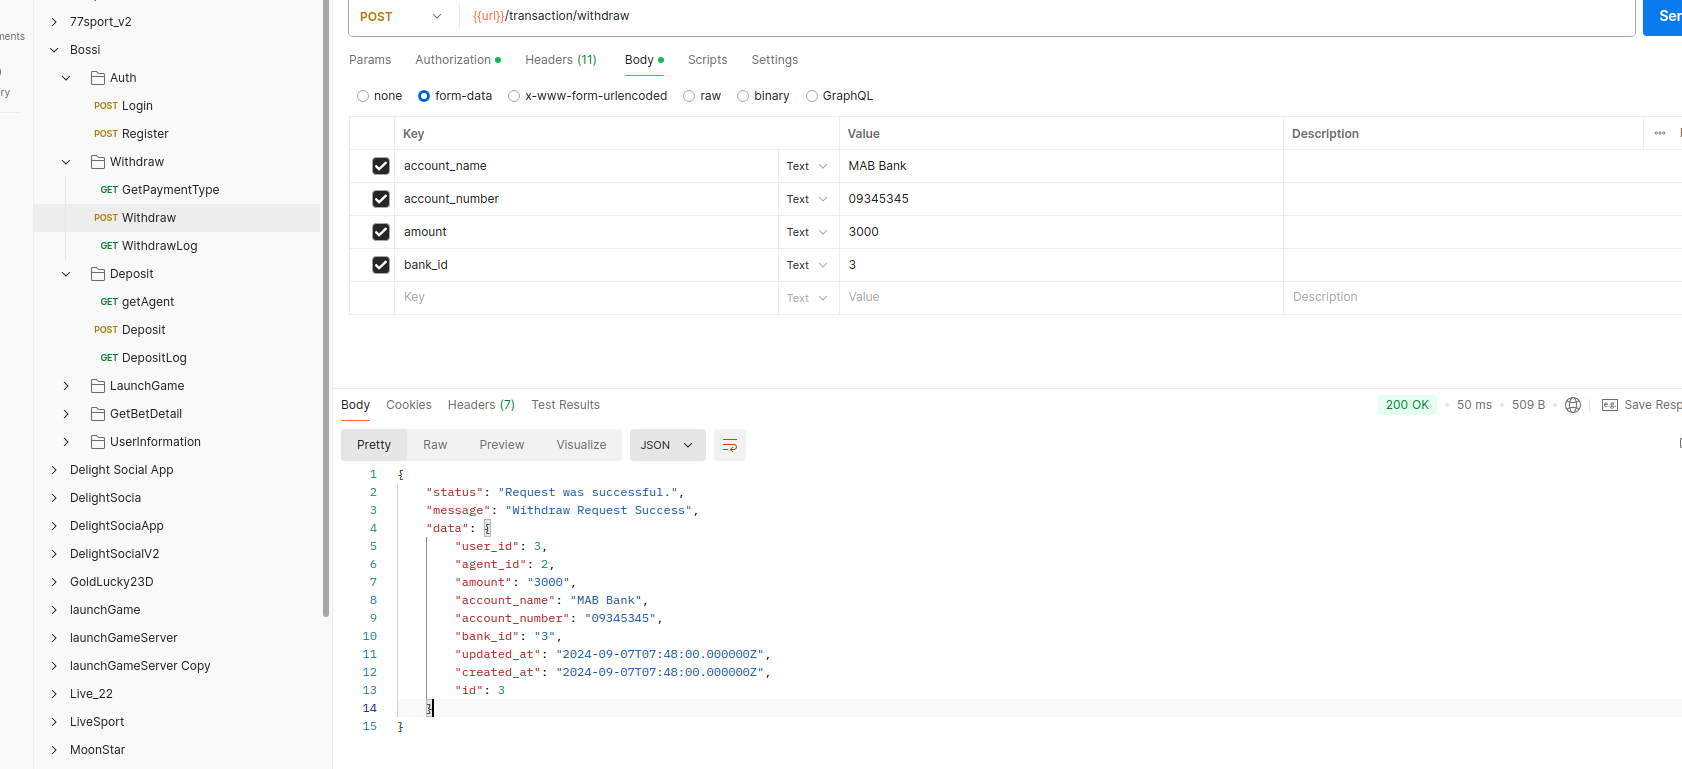 ments
ry
77sport_v2
Bossi
Auth
POST Login
POST Register
Withdraw
GET GetPaymentType
POST Withdraw
GET WithdrawLog
Deposit
GET getAgent
POST Deposit
GET DepositLog
LaunchGame
GetBetDetail
UserInformation
Delight Social App
DelightSocia
DelightSociaApp
DelightSocialV2
GoldLucky23D
launchGame
launchGameServer
launchGameServer Copy
Live_22
LiveSport
MoonStar
POST {{url}}/transaction/withdraw Ser
Params Authorization Headers (11) Body Scripts Settings
none form-data x-www-form-urlencoded raw binary GraphQL
Key Value Description
account_name Text MAB Bank
account_number Text 09345345
amount Text 3000
bank_id Text 3
Key Text Value Description
Body Cookies Headers (7) Test Results 200 OK 50 ms 509 B e.g. Save Resp
Pretty Raw Preview Visualize JSON
1 {
2 "status": "Request was successful.",
3 "message": "Withdraw Request Success",
4 "data": {
5 "user_id": 3,
6 "agent_id": 2,
7 "amount": "3000",
8 "account_name": "MAB Bank",
9 "account_number": "09345345",
10 "bank_id": "3",
11 "updated_at": "2024-09-07T07:48:00.000000Z",
12 "created_at": "2024-09-07T07:48:00.000000Z",
13 "id": 3
14 }
15 }